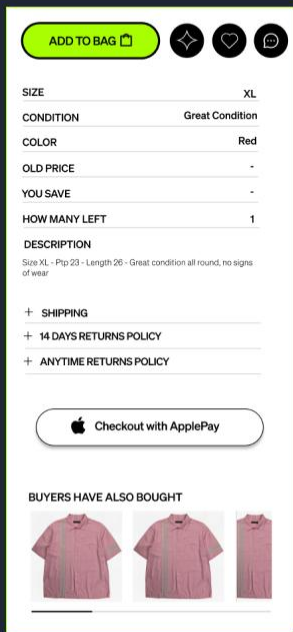 ADD TO BAG
SIZE XL
CONDITION Great Condition
COLOR Red
OLD PRICE -
YOU SAVE -
HOW MANY LEFT 1
DESCRIPTION
Size XL - Ptp 23 - Length 26 - Great condition all round, no signs
of wear
+ SHIPPING
+ 14 DAYS RETURNS POLICY
+ ANYTIME RETURNS POLICY
Checkout with ApplePay
BUYERS HAVE ALSO BOUGHT